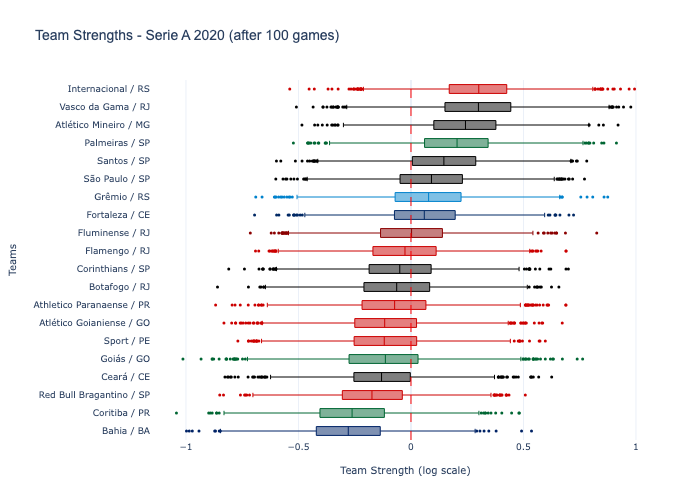 Team Strengths - Serie A 2020 (after 100 games)
Internacional / RS
Vasco da Gama / RJ
Atlético Mineiro / MG
Palmeiras / SP
Santos / SP
São Paulo / SP
Grêmio / RS
Fortaleza / CE
Fluminense / RJ
Flamengo / RJ
Corinthians / SP
Botafogo / RJ
Athletico Paranaense / PR
Atlético Goianiense / GO
Sport / PE
Goiás / GO
Ceará / CE
Red Bull Bragantino / SP
Coritiba / PR
Bahia / BA
Teams
−1 −0.5 0 0.5 1
Team Strength (log scale)